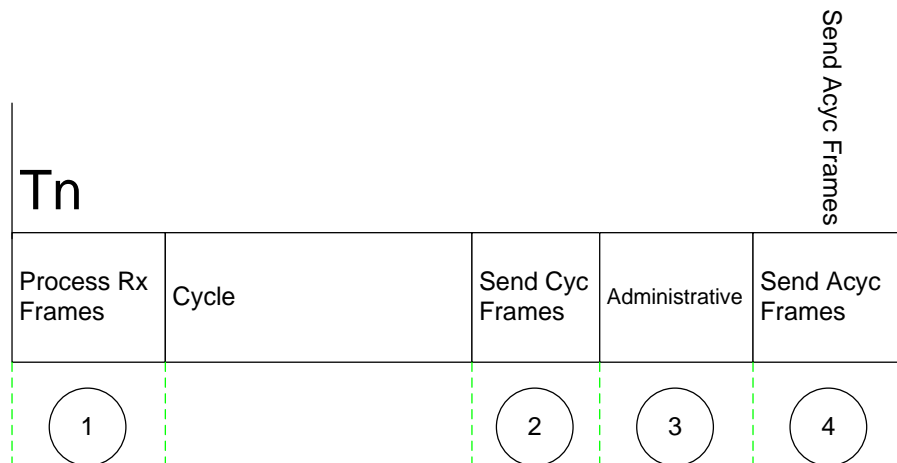 Send Acyc Frames
Tn
Process Rx
Frames
Cycle
Send Cyc
Frames
Administrative
Send Acyc
Frames
1
2
3
4